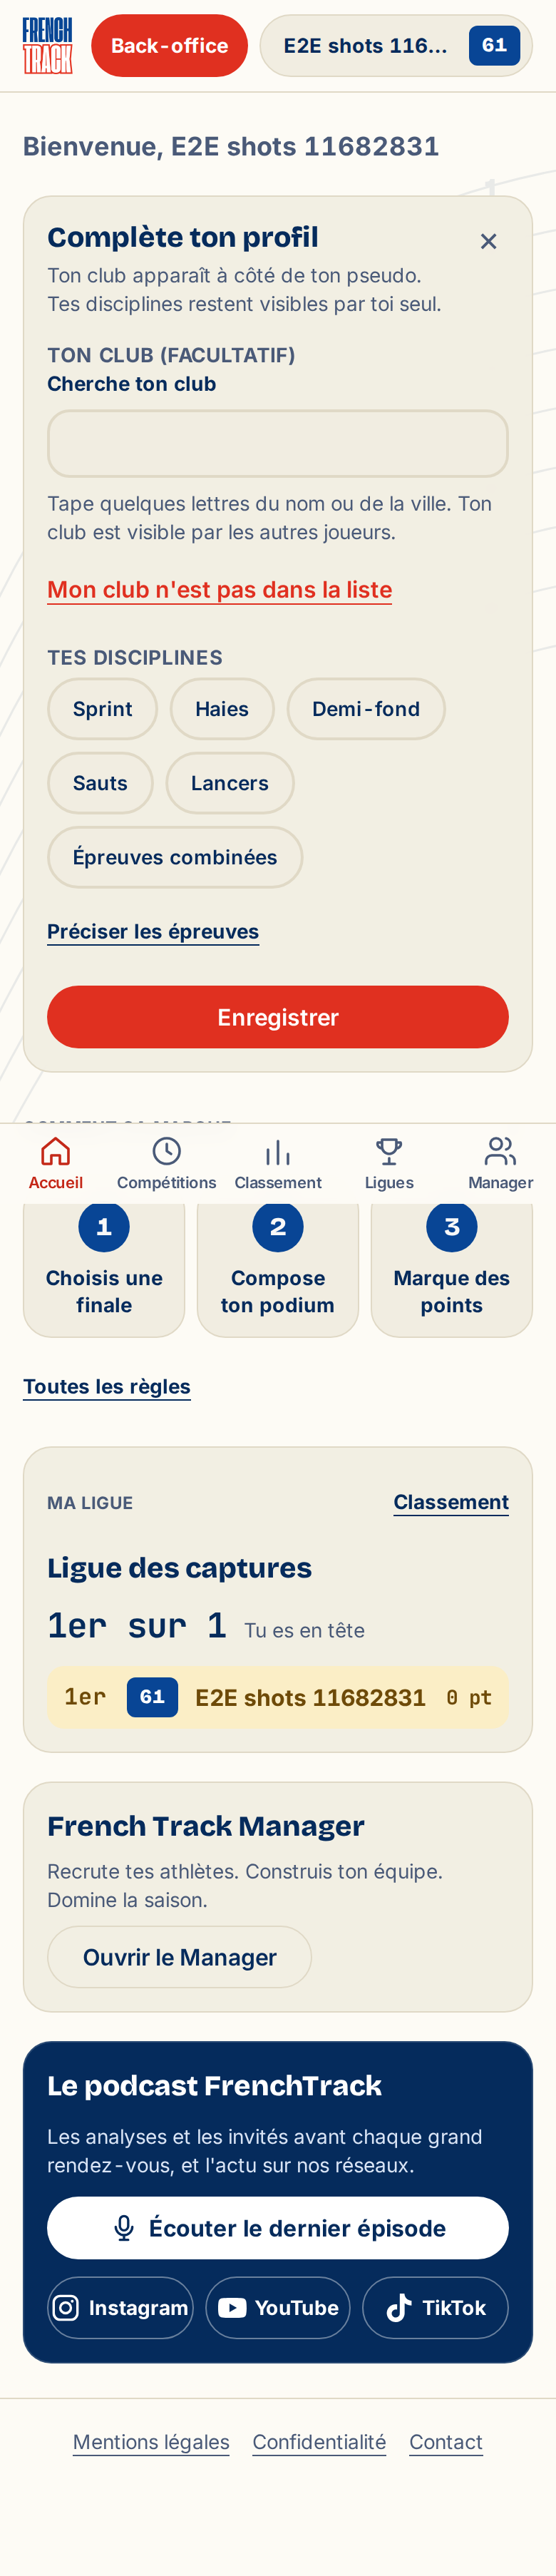 FRENCH
TRACK
Back-office
E2E shots 116... 61
Bienvenue, E2E shots 11682831
Complète ton profil
Ton club apparaît à côté de ton pseudo.
Tes disciplines restent visibles par toi seul.
TON CLUB (FACULTATIF)
Cherche ton club
Tape quelques lettres du nom ou de la ville. Ton
club est visible par les autres joueurs.
Mon club n'est pas dans la liste
TES DISCIPLINES
Sprint Haies Demi-fond
Sauts Lancers
Épreuves combinées
Préciser les épreuves
Enregistrer
Accueil Compétitions Classement Ligues Manager
1 2 3
Choisis une Compose Marque des
finale ton podium points
Toutes les règles
MA LIGUE Classement
Ligue des captures
1er sur 1 Tu es en tête
1er 61 E2E shots 11682831 0 pt
French Track Manager
Recrute tes athlètes. Construis ton équipe.
Domine la saison.
Ouvrir le Manager
Le podcast FrenchTrack
Les analyses et les invités avant chaque grand
rendez-vous, et l'actu sur nos réseaux.
Écouter le dernier épisode
Instagram YouTube TikTok
Mentions légales Confidentialité Contact